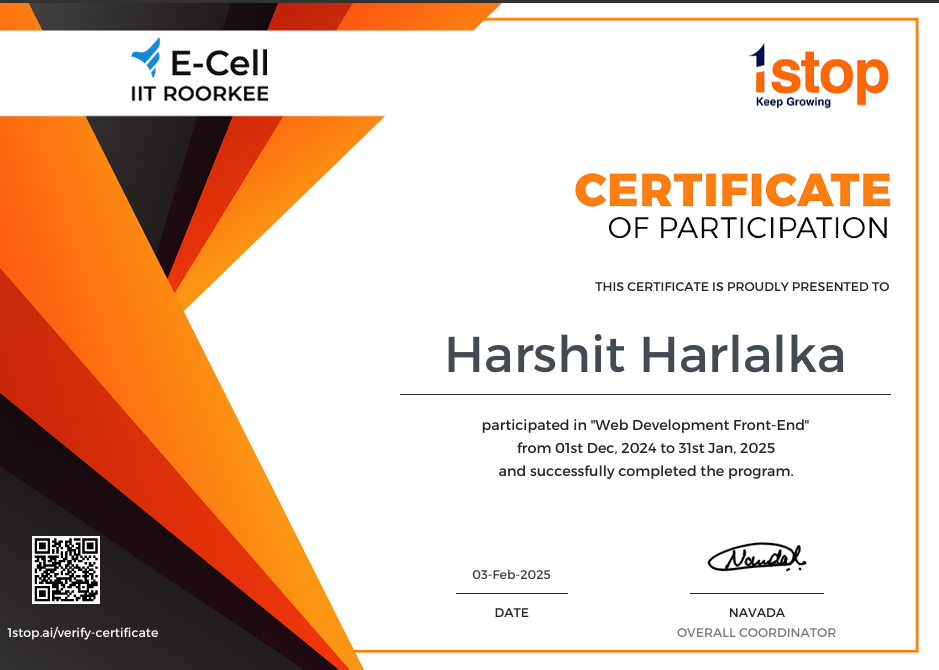 E-Cell
IIT ROORKEE
1stop
Keep Growing
CERTIFICATE
OF PARTICIPATION
THIS CERTIFICATE IS PROUDLY PRESENTED TO
Harshit Harlalka
participated in "Web Development Front-End"
from 01st Dec, 2024 to 31st Jan, 2025
and successfully completed the program.
03-Feb-2025
DATE
NAVADA
OVERALL COORDINATOR
1stop.ai/verify-certificate